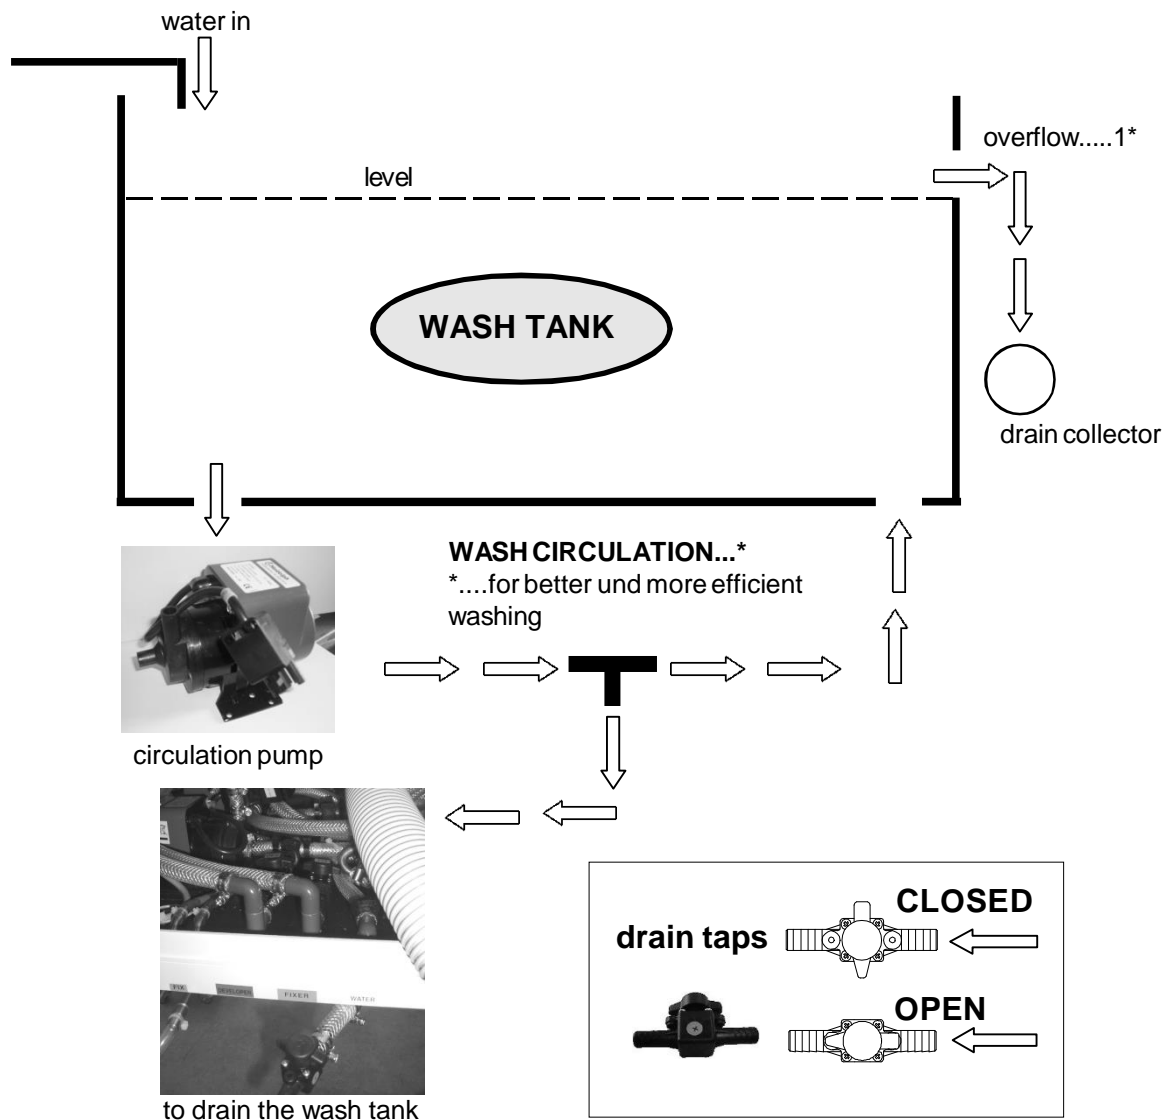 water in
overflow.....1*
level
WASH TANK
drain collector
WASH CIRCULATION...*
*....for better und more efficient
washing
circulation pump
CLOSED
drain taps
OPEN
FIX
DEVELOPER
FIXER
WATER
to drain the wash tank